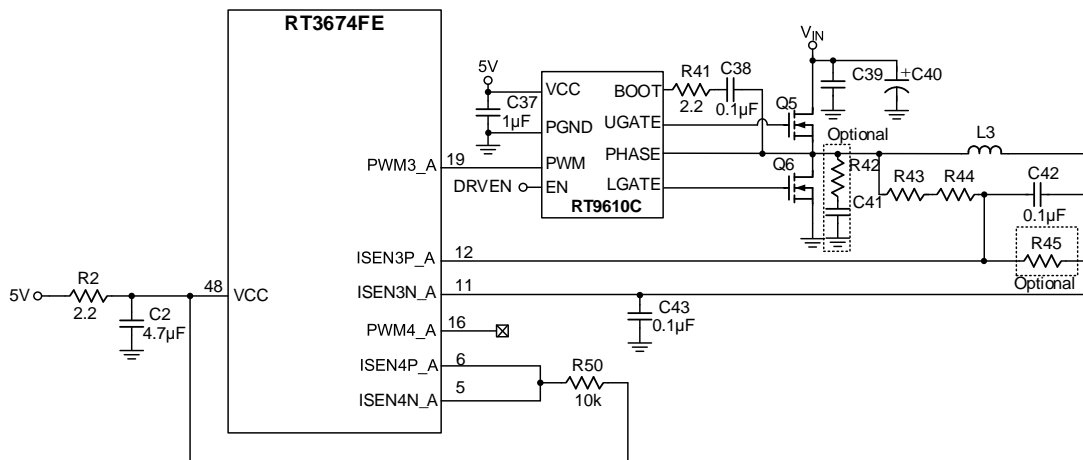 RT3674FE
VIN
5V
R41
C38
C39
+C40
C37
1µF
VCC
BOOT
2.2
0.1µF
Q5
PGND
UGATE
Optional
L3
PWM3_A
19
PWM
PHASE
Q6
R42
DRVEN
EN
LGATE
R43
R44
C42
RT9610C
C41
0.1µF
ISEN3P_A
12
R45
R2
48
VCC
5V
2.2
ISEN3N_A
11
Optional
C2
4.7µF
C43
0.1µF
PWM4_A
16
ISEN4P_A
6
R50
ISEN4N_A
5
10k